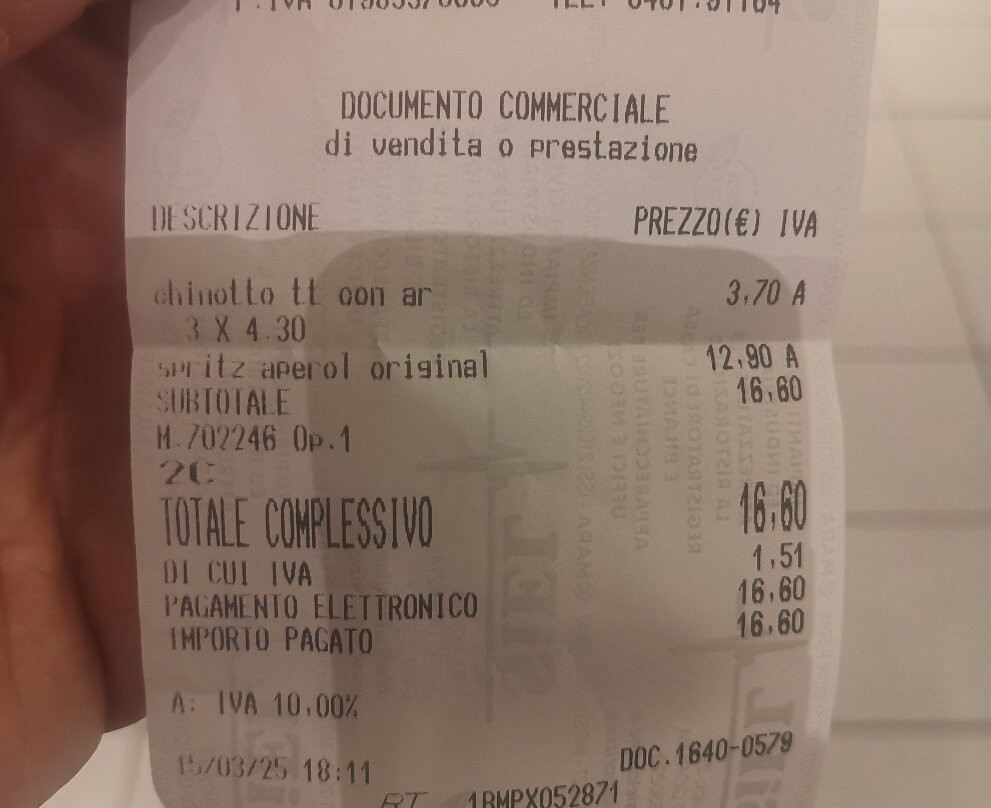 DOCUMENTO COMMERCIALE
di vendita o prestazione
DESCRIZIONE PREZZO(€) IVA
chinotto tt con ar 3,70 A
3 X 4.30
spritz aperol original 12,90 A
SUBTOTALE 16,60
M.702246 Op.1
2C
TOTALE COMPLESSIVO 16,60
DI CUI IVA 1,51
PAGAMENTO ELETTRONICO 16,60
IMPORTO PAGATO 16,60
A: IVA 10,00%
15/03/25 18:11 DOC.1640-0579
RT